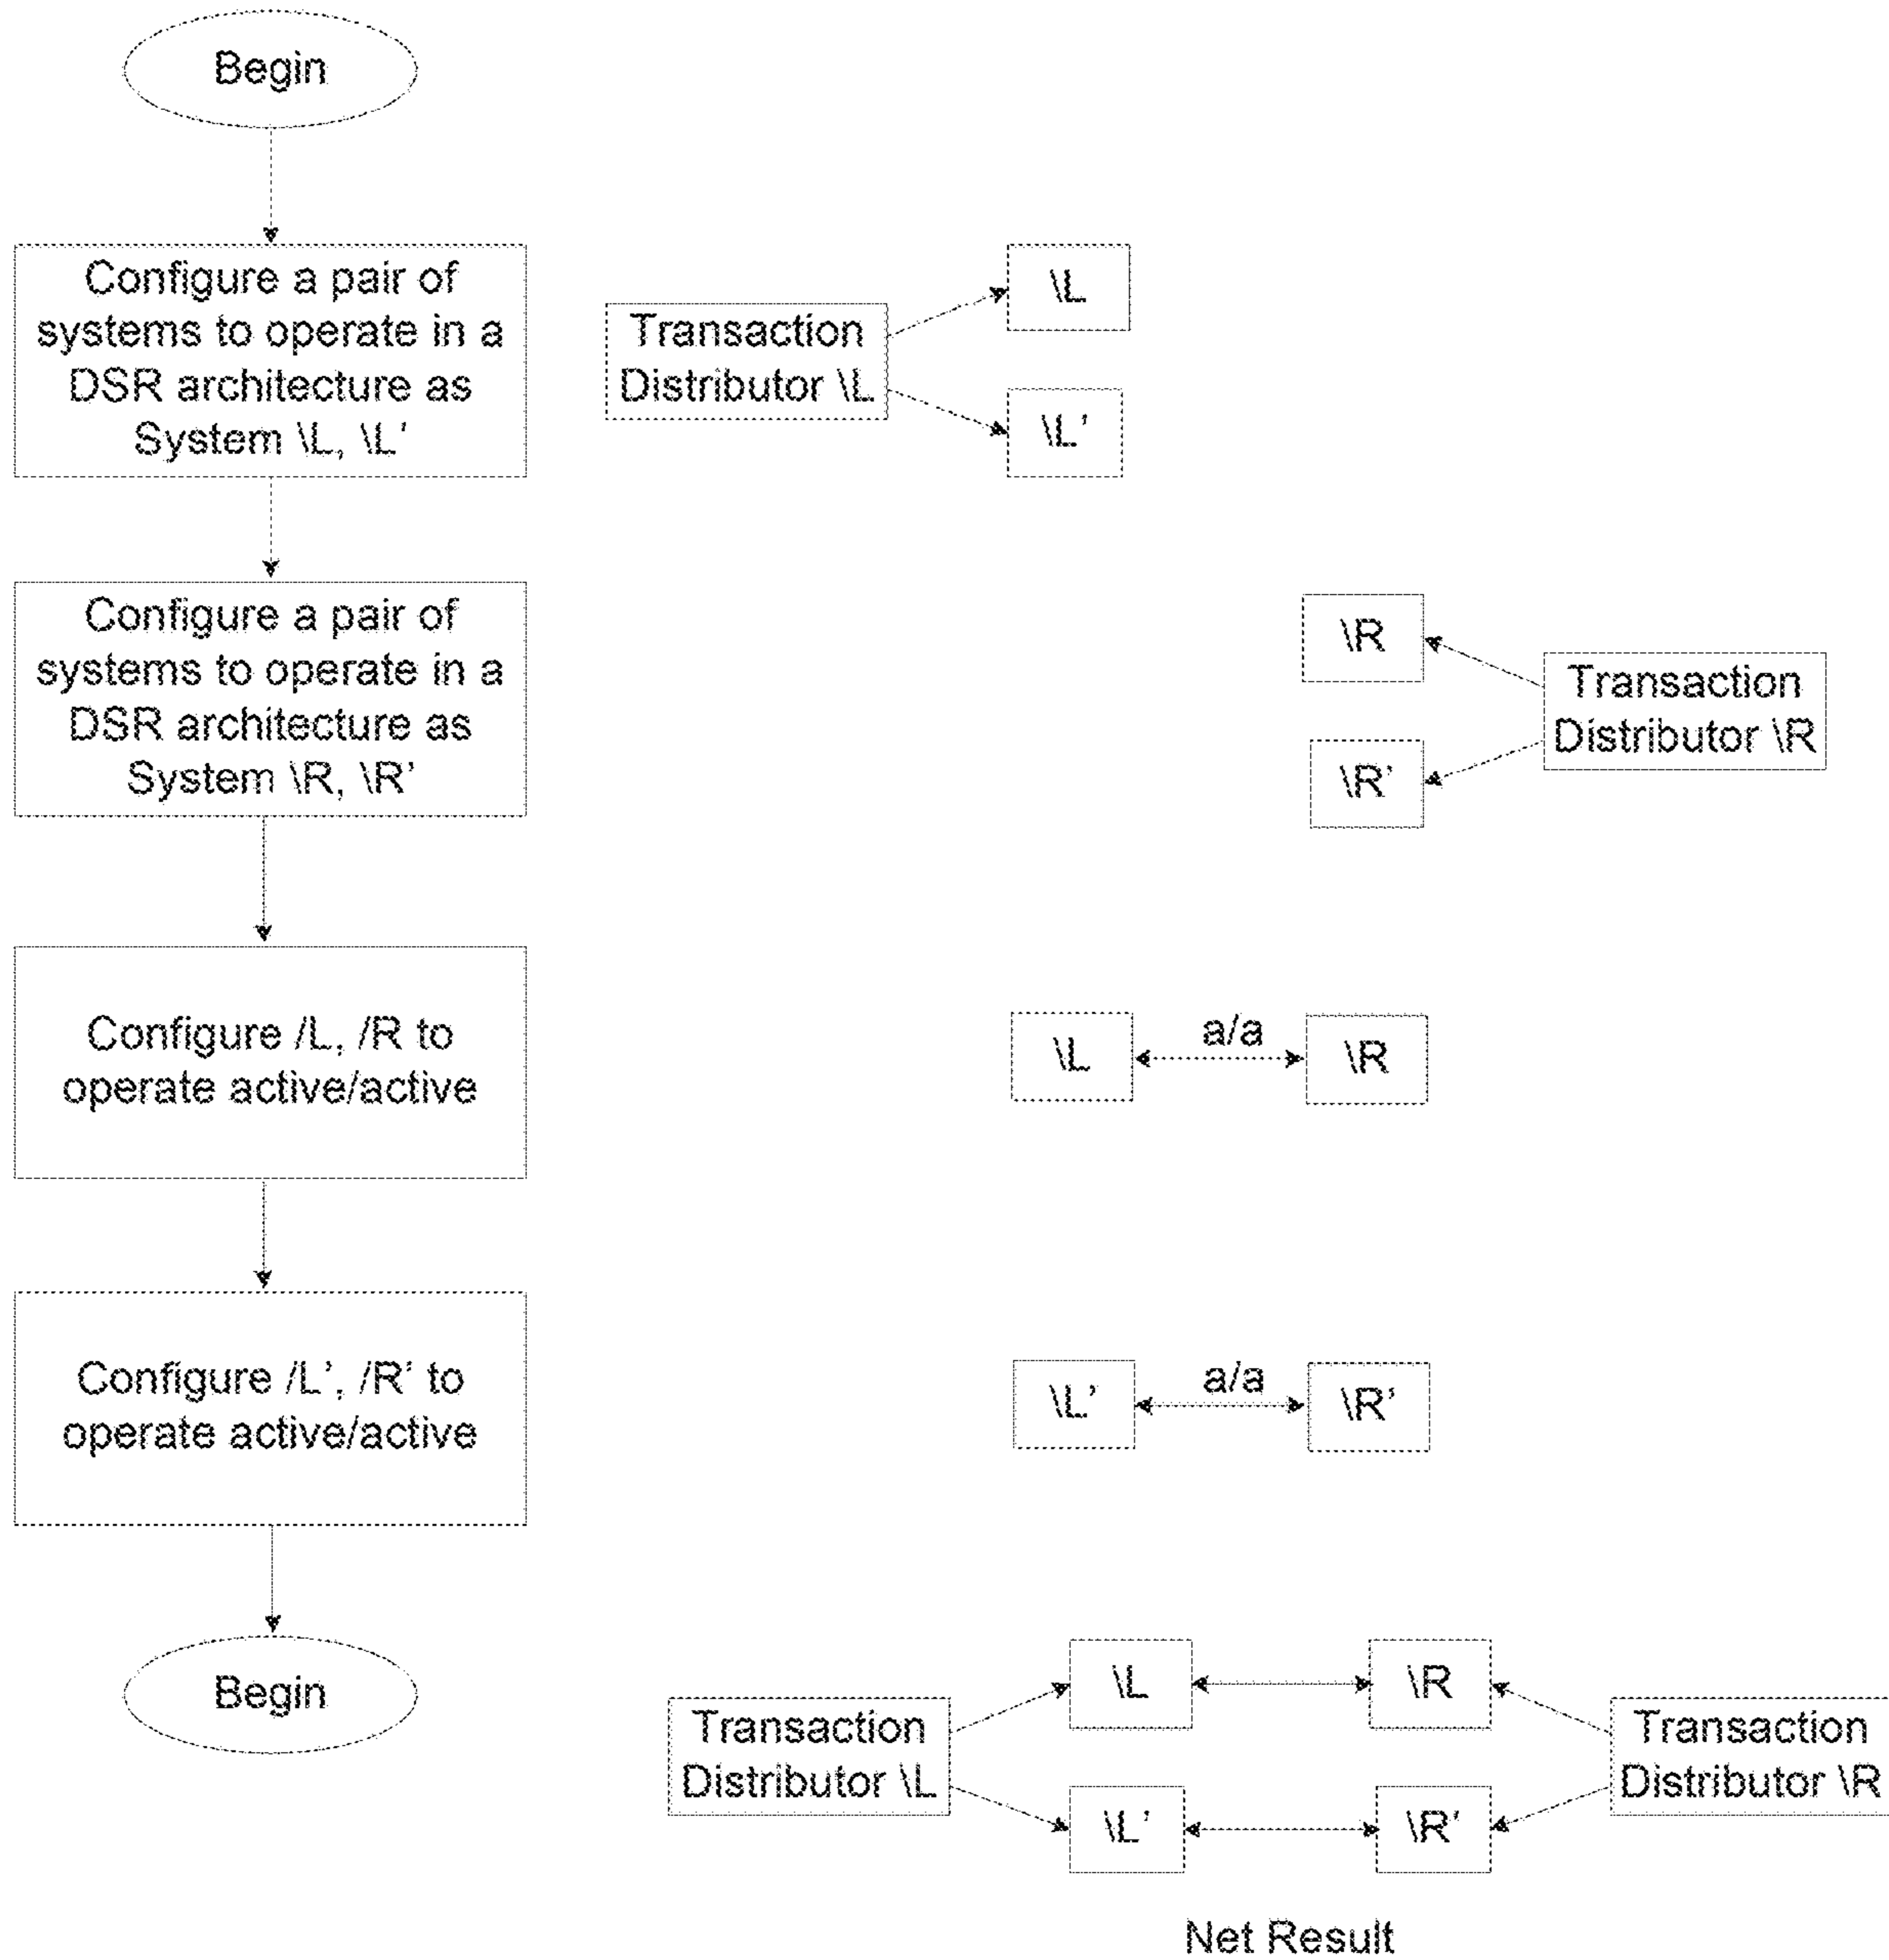 Begin
Configure a pair of
systems to operate in a
DSR architecture as
System \L, \L'
Transaction
Distributor \L
\L
\L'
Configure a pair of
systems to operate in a
DSR architecture as
System \R, \R'
\R
\R'
Transaction
Distributor \R
Configure /L, /R to
operate active/active
\L
a/a
\R
Configure /L', /R' to
operate active/active
\L'
a/a
\R'
Begin
Transaction
Distributor \L
\L
\R
\L'
\R'
Transaction
Distributor \R
Net Result